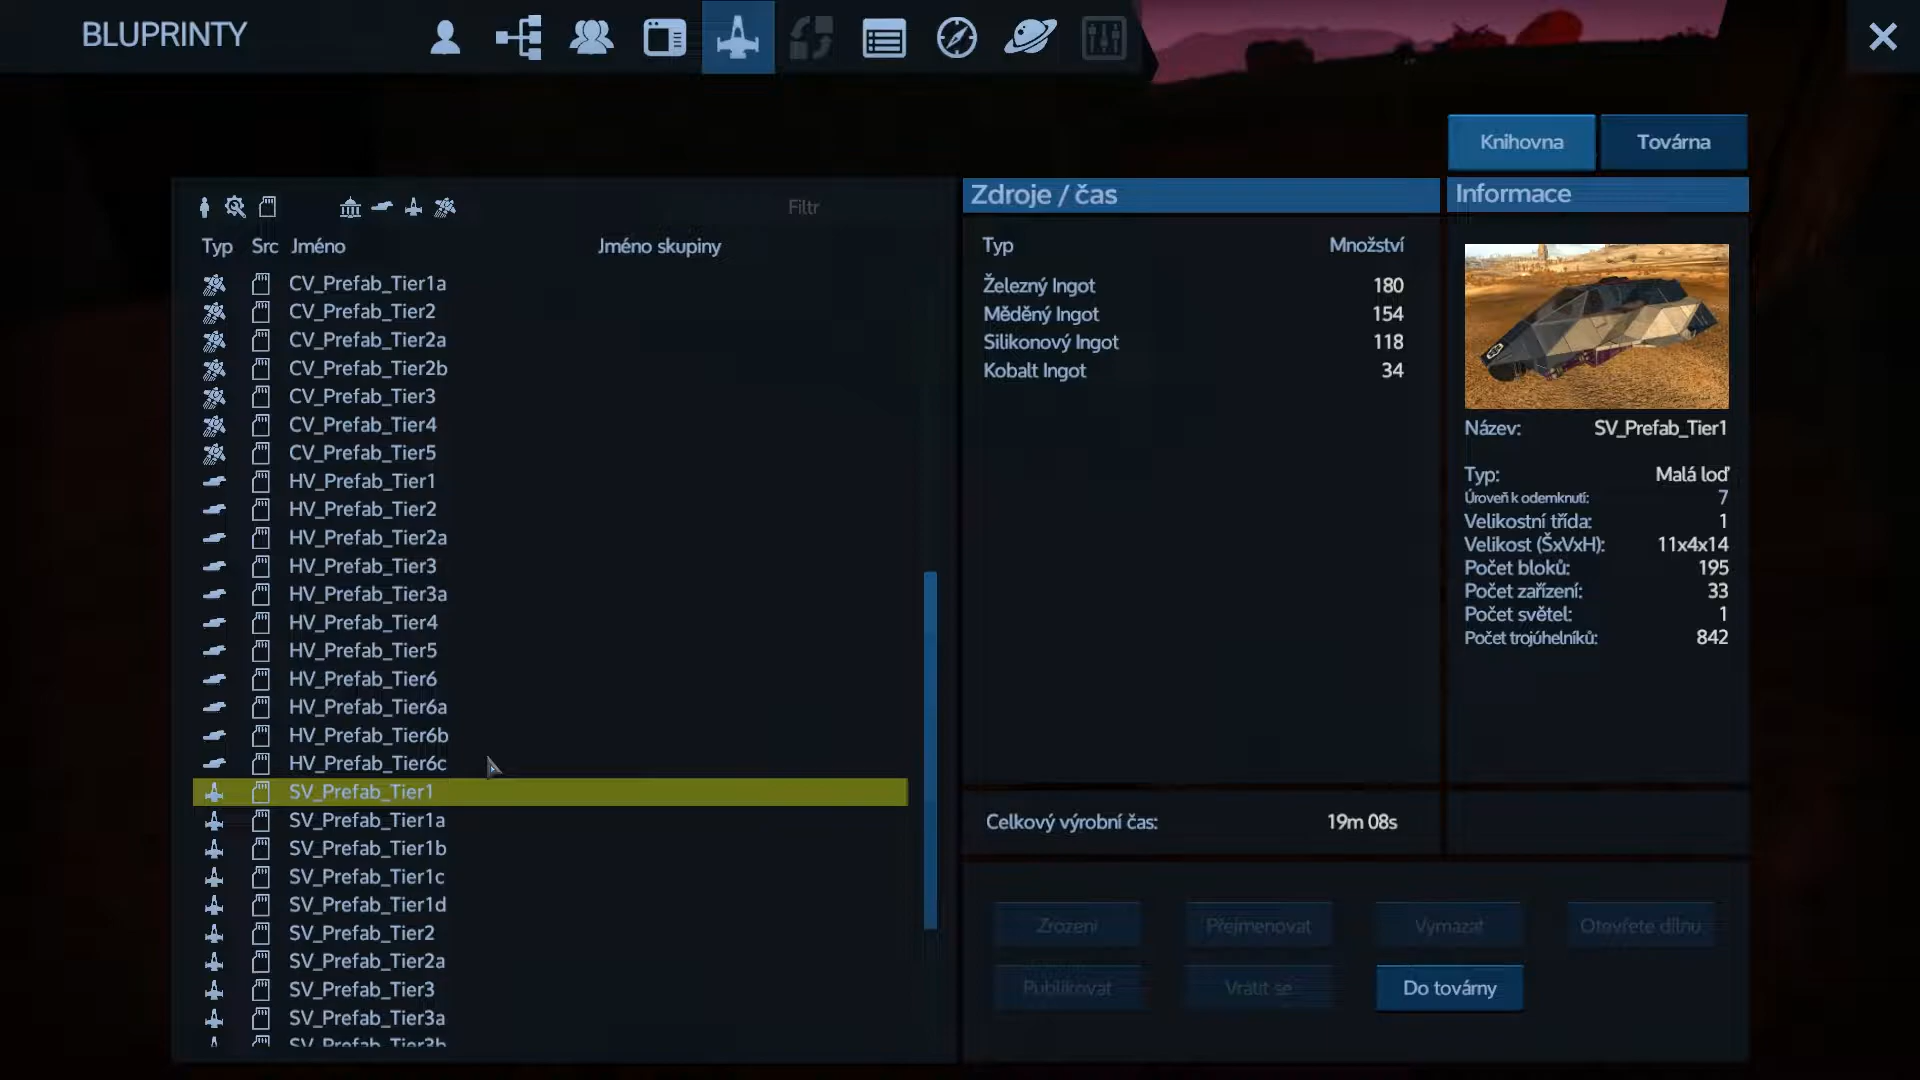 BLUPRINTY
Knihovna
Továrna
Filtr
Typ Src Jméno Jméno skupiny
CV_Prefab_Tier1a
CV_Prefab_Tier2
CV_Prefab_Tier2a
CV_Prefab_Tier2b
CV_Prefab_Tier3
CV_Prefab_Tier4
CV_Prefab_Tier5
HV_Prefab_Tier1
HV_Prefab_Tier2
HV_Prefab_Tier2a
HV_Prefab_Tier3
HV_Prefab_Tier3a
HV_Prefab_Tier4
HV_Prefab_Tier5
HV_Prefab_Tier6
HV_Prefab_Tier6a
HV_Prefab_Tier6b
HV_Prefab_Tier6c
SV_Prefab_Tier1
SV_Prefab_Tier1a
SV_Prefab_Tier1b
SV_Prefab_Tier1c
SV_Prefab_Tier1d
SV_Prefab_Tier2
SV_Prefab_Tier2a
SV_Prefab_Tier3
SV_Prefab_Tier3a
SV_Prefab_Tier3b
Zdroje / čas
Typ Množství
Železný Ingot 180
Měděný Ingot 154
Silikonový Ingot 118
Kobalt Ingot 34
Celkový výrobní čas: 19m 08s
Informace
Název: SV_Prefab_Tier1
Typ: Malá loď
Úroveň k odemknutí: 7
Velikostní třída: 1
Velikost (ŠxVxH): 11x4x14
Počet bloků: 195
Počet zařízení: 33
Počet světel: 1
Počet trojúhelníků: 842
Zrození Přejmenovat Vymazat Otevřete dílnu
Publikovat Vrátit se Do továrny